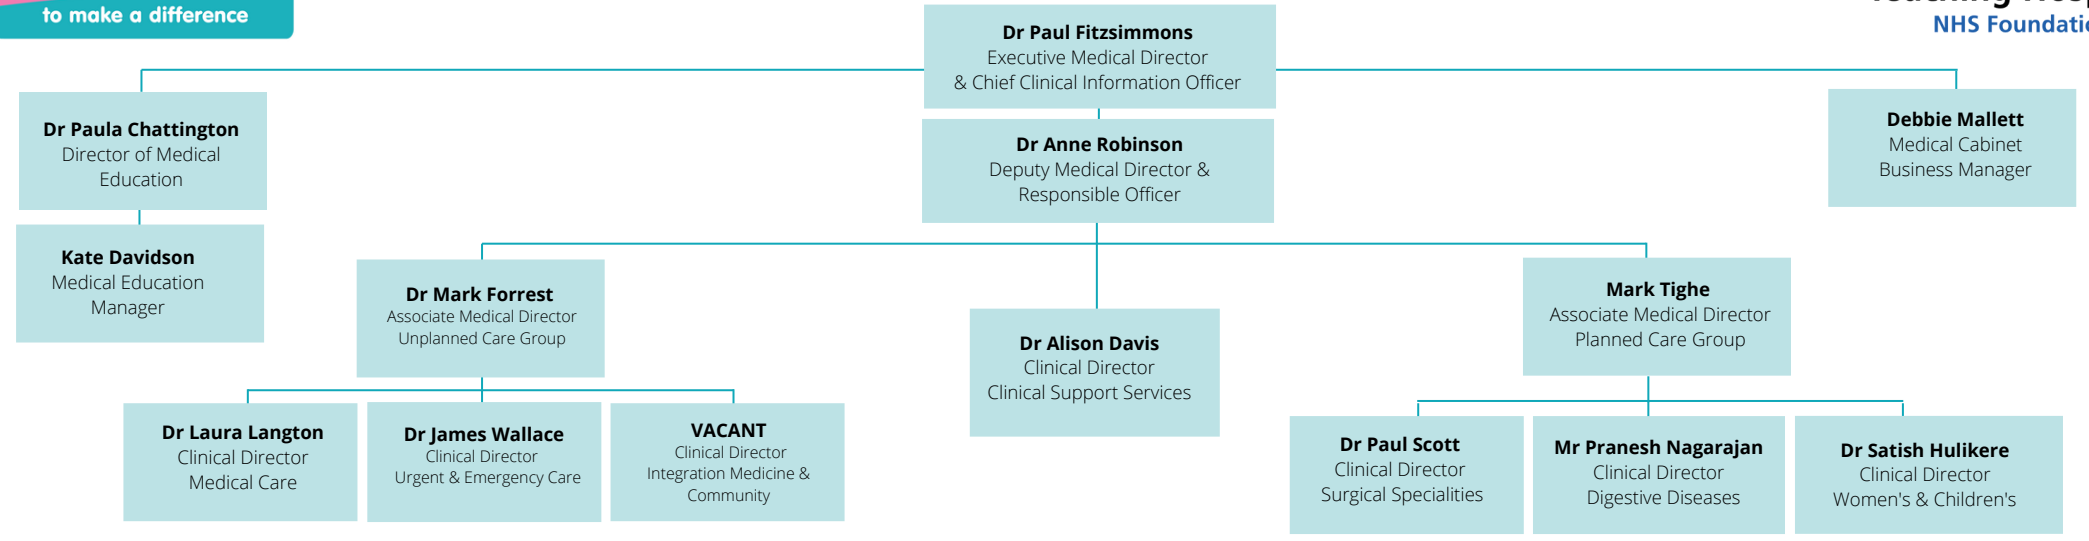 to make a difference
NHS
Dr Paul Fitzsimmons
Executive Medical Director
& Chief Clinical Information Officer
Dr Paula Chattington
Director of Medical
Education
Dr Anne Robinson
Deputy Medical Director &
Responsible Officer
Debbie Mallett
Medical Cabinet
Business Manager
Kate Davidson
Medical Education
Manager
Dr Mark Forrest
Associate Medical Director
Unplanned Care Group
Dr Alison Davis
Clinical Director
Clinical Support Services
Mark Tighe
Associate Medical Director
Planned Care Group
Dr Laura Langton
Clinical Director
Medical Care
Dr James Wallace
Clinical Director
Urgent & Emergency Care
VACANT
Clinical Director
Integration Medicine &
Community
Dr Paul Scott
Clinical Director
Surgical Specialities
Mr Pranesh Nagarajan
Clinical Director
Digestive Diseases
Dr Satish Hulikere
Clinical Director
Women's & Children's